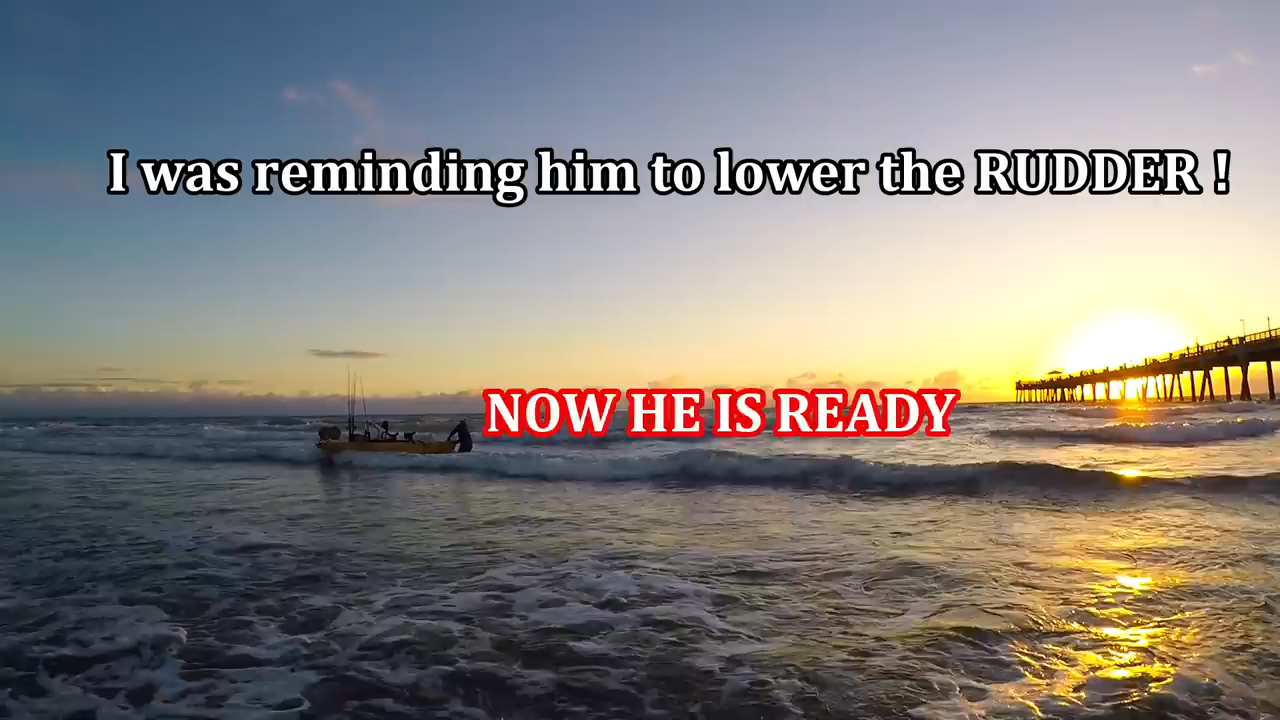 I was reminding him to lower the RUDDER !
NOW HE IS READY